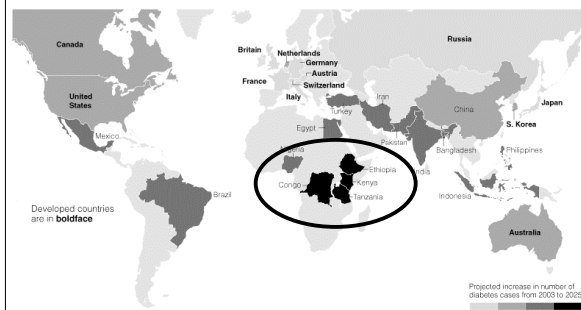 Canada
Russia
Britain
Netherlands
Germany
Austria
Switzerland
France
Italy
United
States
Turkey
Iran
China
Japan
S. Korea
Mexico
Egypt
Pakistan
Bangladesh
Philippines
Nigeria
India
Ethiopia
Congo
Kenya
Tanzania
Brazil
Indonesia
Developed countries
are in boldface
Australia
Projected increase in number of
diabetes cases from 2003 to 2025